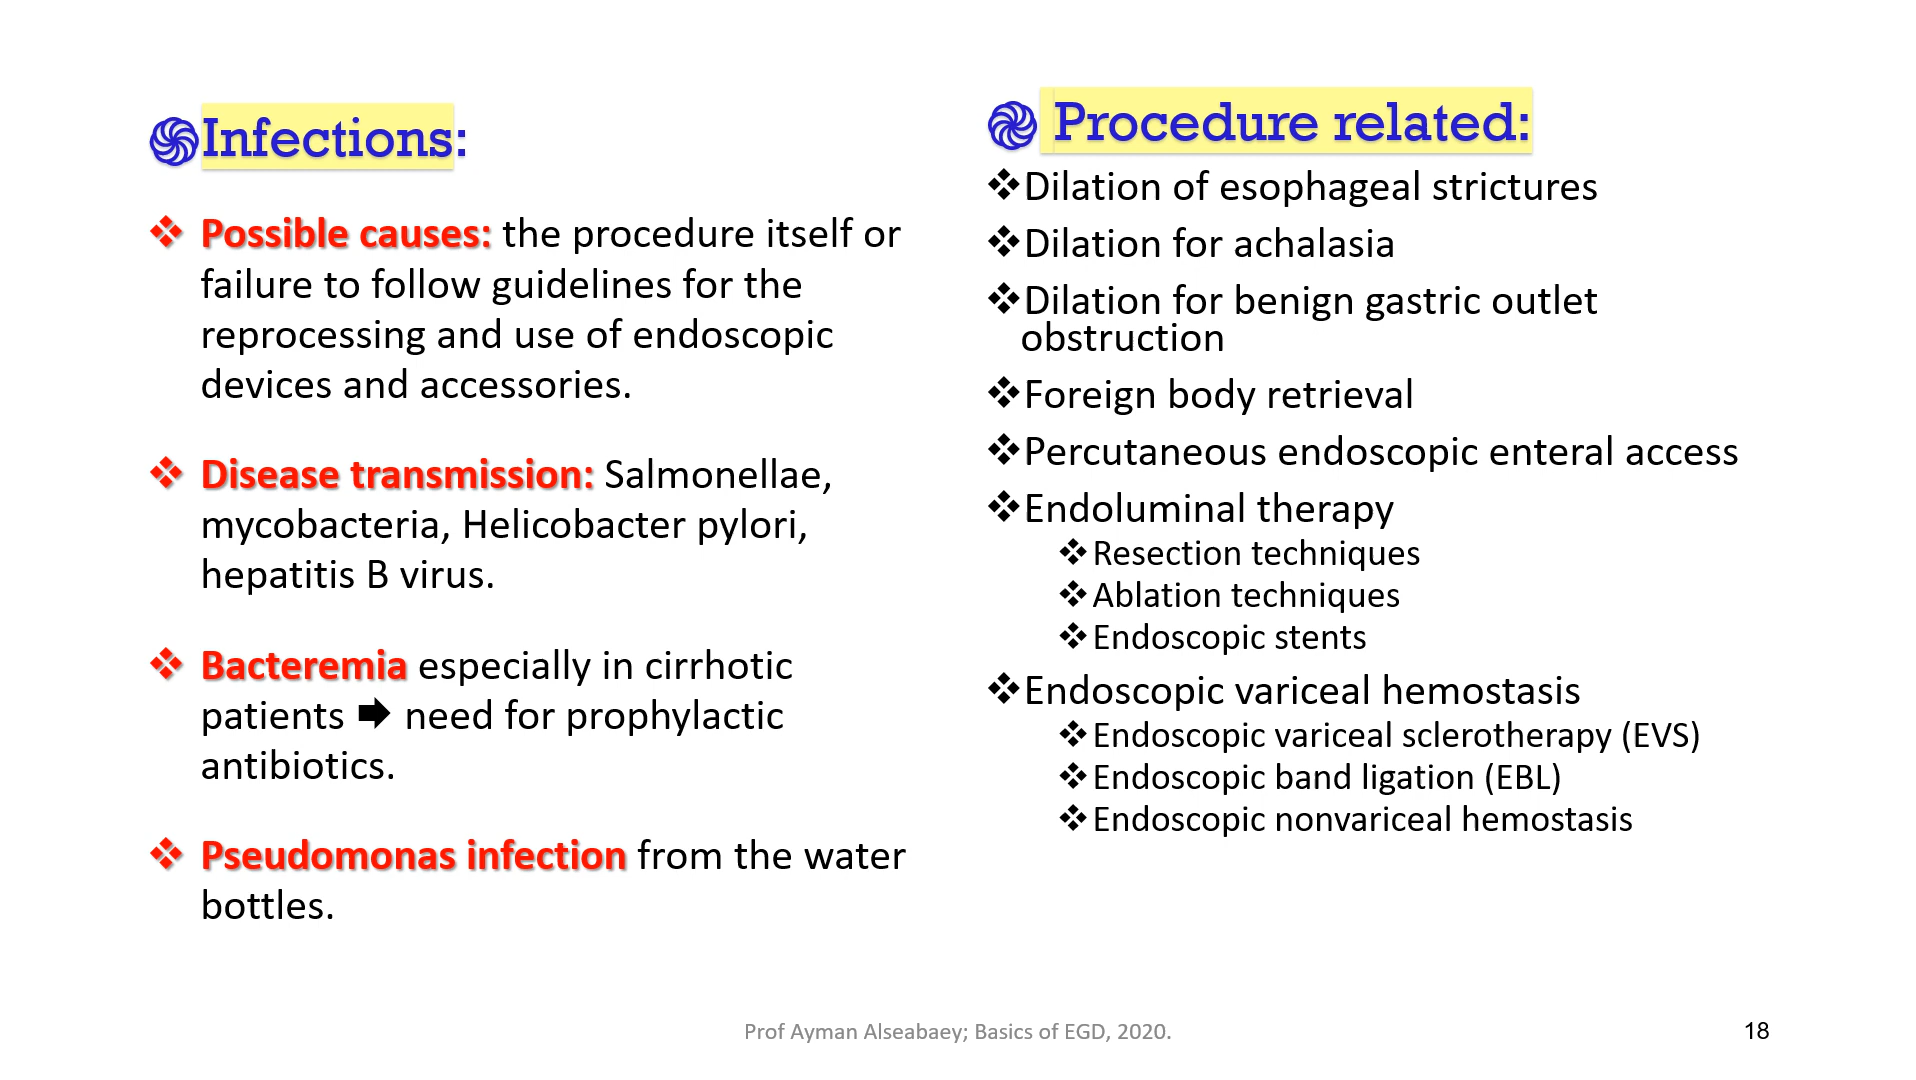 Infections:
Possible causes: the procedure itself or
failure to follow guidelines for the
reprocessing and use of endoscopic
devices and accessories.
Disease transmission: Salmonellae,
mycobacteria, Helicobacter pylori,
hepatitis B virus.
Bacteremia especially in cirrhotic
patients 🡆 need for prophylactic
antibiotics.
Pseudomonas infection from the water
bottles.
Procedure related:
❖Dilation of esophageal strictures
❖Dilation for achalasia
❖Dilation for benign gastric outlet
obstruction
❖Foreign body retrieval
❖Percutaneous endoscopic enteral access
❖Endoluminal therapy
❖Resection techniques
❖Ablation techniques
❖Endoscopic stents
❖Endoscopic variceal hemostasis
❖Endoscopic variceal sclerotherapy (EVS)
❖Endoscopic band ligation (EBL)
❖Endoscopic nonvariceal hemostasis
Prof Ayman Alseabaey; Basics of EGD, 2020.
18